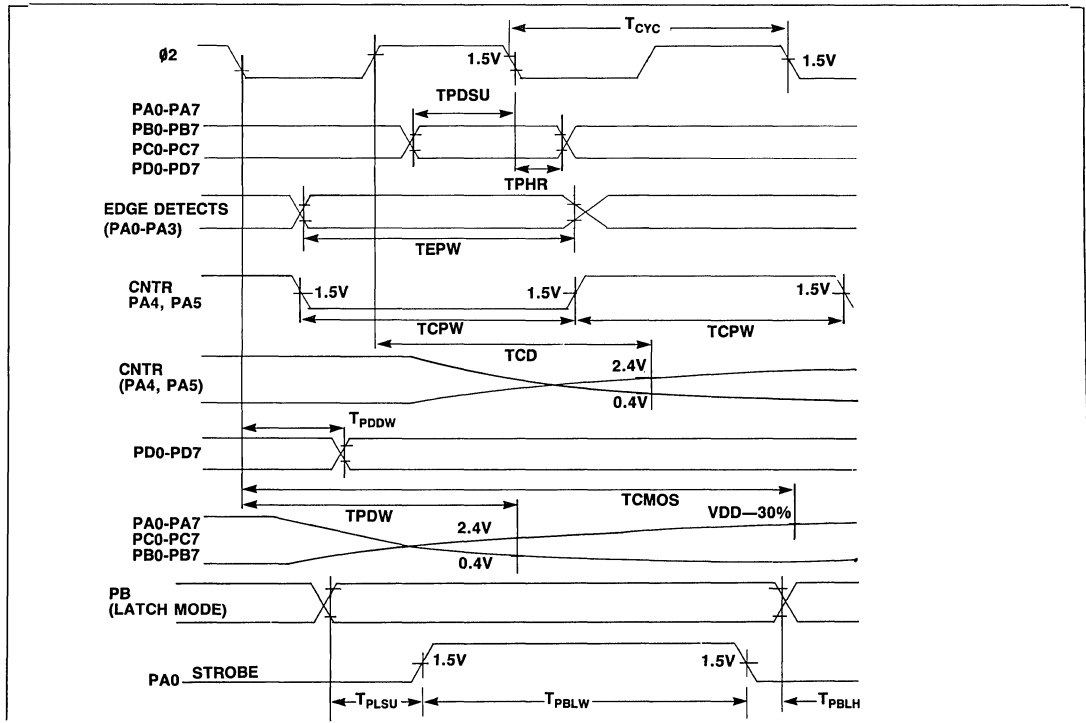 T_CYC
Ø2
1.5V
1.5V
TPDSU
PA0-PA7
PB0-PB7
PC0-PC7
PD0-PD7
TPHR
EDGE DETECTS
(PA0-PA3)
TEPW
CNTR
PA4, PA5
1.5V
1.5V
1.5V
TCPW
TCPW
TCD
CNTR
(PA4, PA5)
2.4V
0.4V
T_PDDW
PD0-PD7
TCMOS
TPDW
VDD—30%
PA0-PA7
PC0-PC7
PB0-PB7
2.4V
0.4V
PB
(LATCH MODE)
PA0 STROBE
1.5V
1.5V
T_PLSU
T_PBLW
T_PBLH